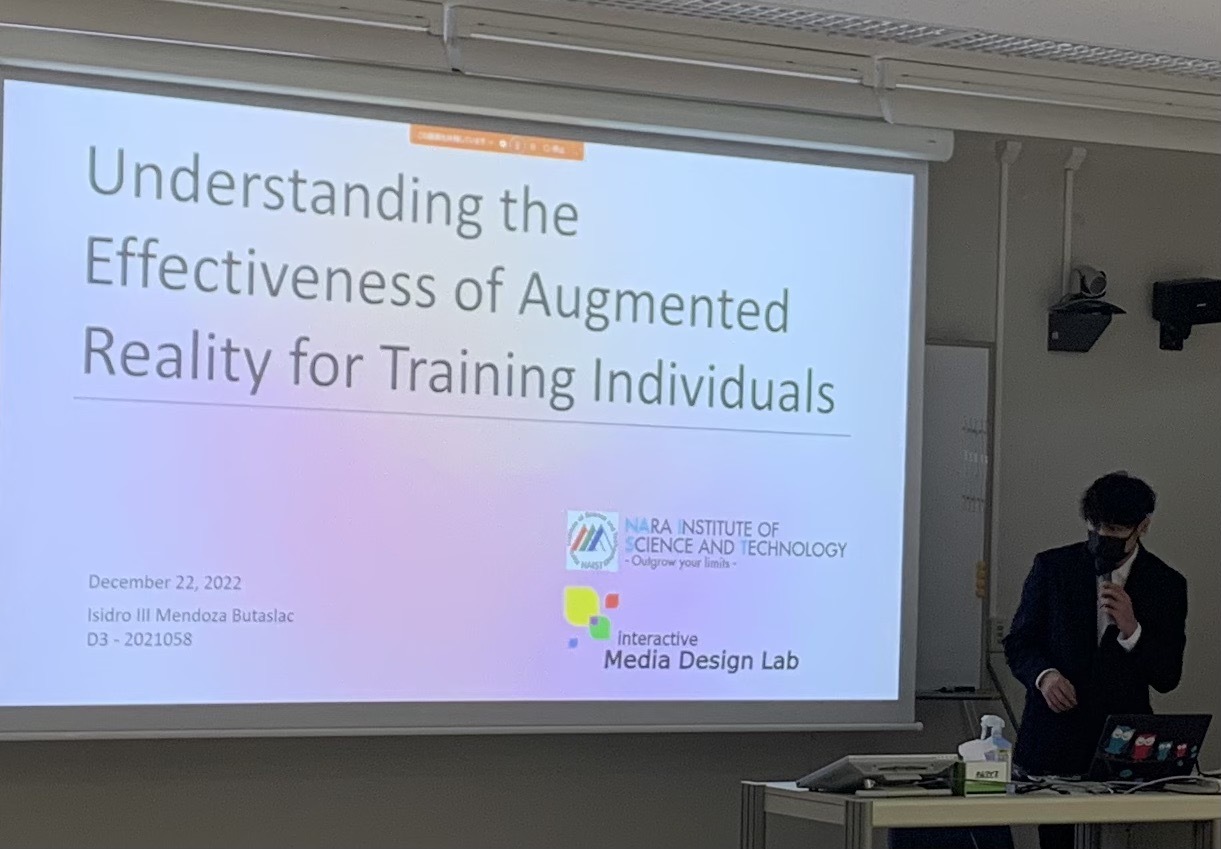 Understanding the
Effectiveness of Augmented
Reality for Training Individuals
NARA INSTITUTE OF
SCIENCE AND TECHNOLOGY
- Outgrow your limits -
December 22, 2022
Isidro III Mendoza Butaslac
D3 - 2021058
interactive
Media Design Lab